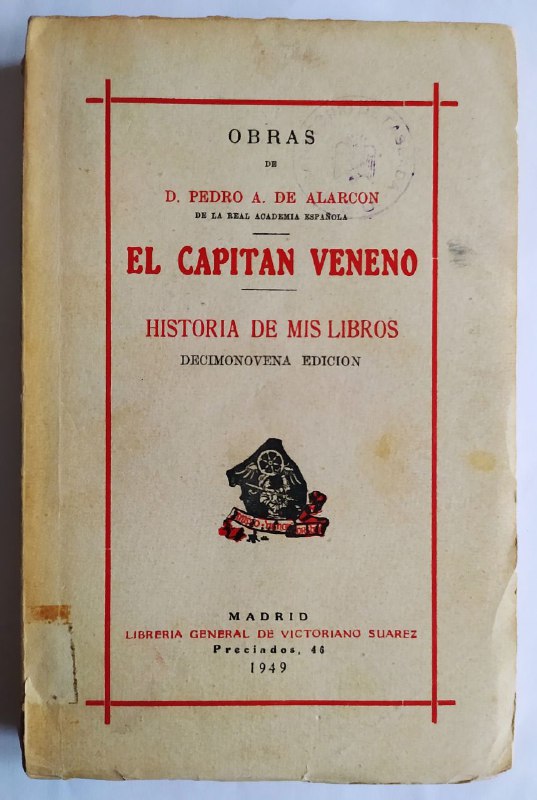 OBRAS
DE
D. PEDRO A. DE ALARCON
DE LA REAL ACADEMIA ESPAÑOLA
EL CAPITAN VENENO
HISTORIA DE MIS LIBROS
DECIMONOVENA EDICION
MADRID
LIBRERIA GENERAL DE VICTORIANO SUAREZ
Preciados, 46
1949